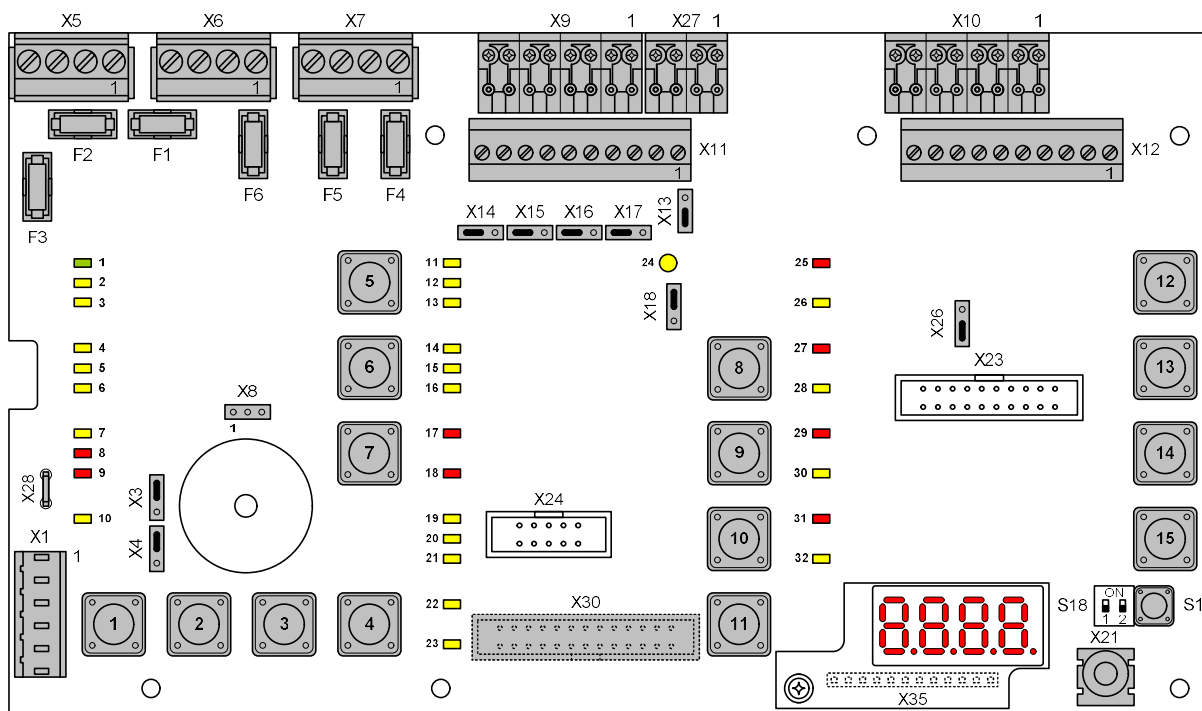 X5 X6 X7 X9 1 X27 1 X10 1
1 1 1
F2 F1 F6 F5 F4 X11 X12
1 1
F3
X14 X15 X16 X17 X13
1 11 24 25
2 12 5 12
3 13 X18 26 X26
4 14 27
5 15 6 8 13
6 16 28 X23
X8
1
7 17 29
8 7 9 14
9 18 30
X28 X3 X24
10 19 31
X4 20 10 15
X1 1 21 32
22 X30 8.8.8.8. ON S18 S1
1 2
1 2 3 4 11
23 X21
X35